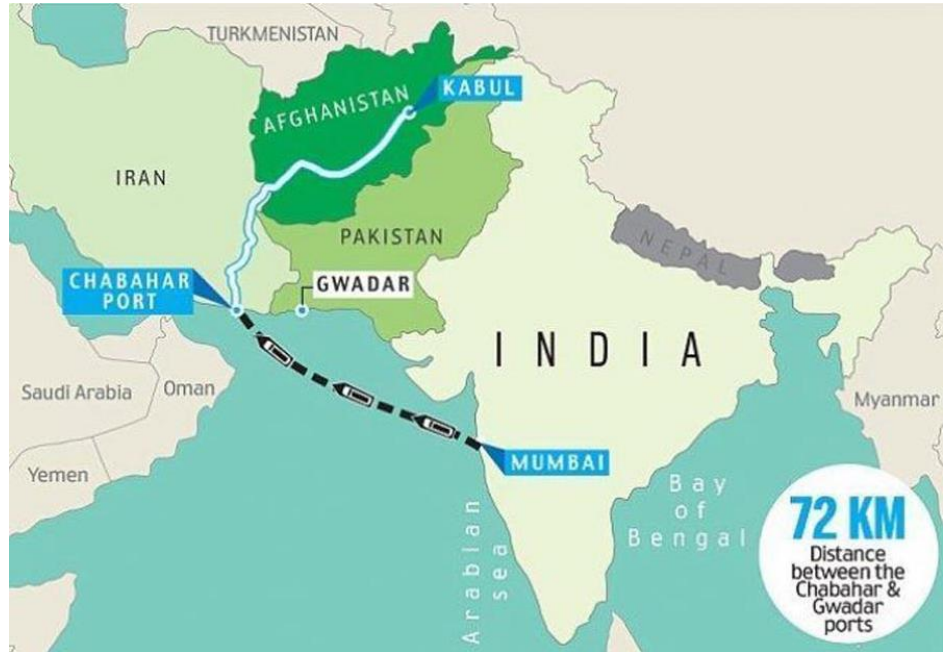 TURKMENISTAN
KABUL
AFGHANISTAN
IRAN
PAKISTAN
NEPAL
CHABAHAR
PORT
GWADAR
INDIA
Saudi Arabia
Oman
Myanmar
Yemen
MUMBAI
Arabian
sea
Bay
of
Bengal
72 KM
Distance
between the
Chabahar &
Gwadar
ports